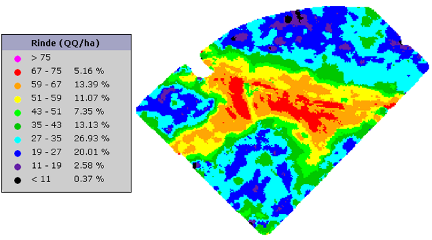 Rinde (QQ/ha)
> 75
67 - 75 5.16 %
59 - 67 13.39 %
51 - 59 11.07 %
43 - 51 7.35 %
35 - 43 13.13 %
27 - 35 26.93 %
19 - 27 20.01 %
11 - 19 2.58 %
< 11 0.37 %